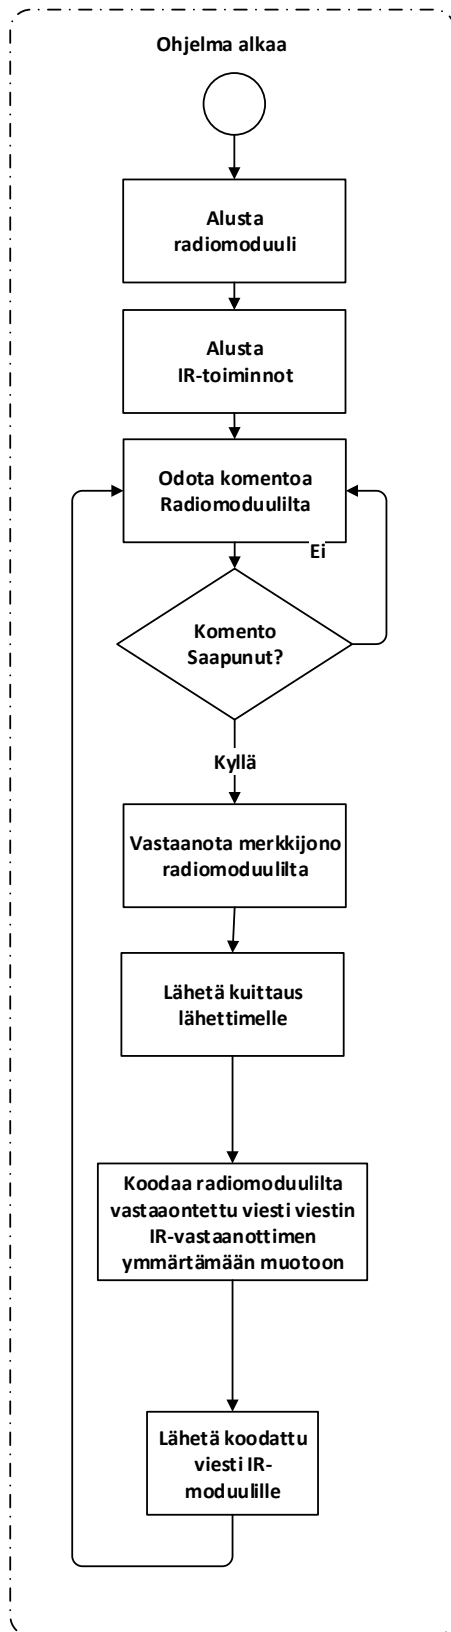 Ohjelma alkaa
Alusta
radiomoduuli
Alusta
IR-toiminnot
Odota komentoa
Radiomoduulilta
Ei
Komento
Saapunut?
Kyllä
Vastaanota merkkijono
radiomoduulilta
Lähetä kuittaus
lähettimelle
Koodaa radiomoduulilta
vastaaontettu viesti viestin
IR-vastaanottimen
ymmärtämään muotoon
Lähetä koodattu
viesti IR-
moduulille